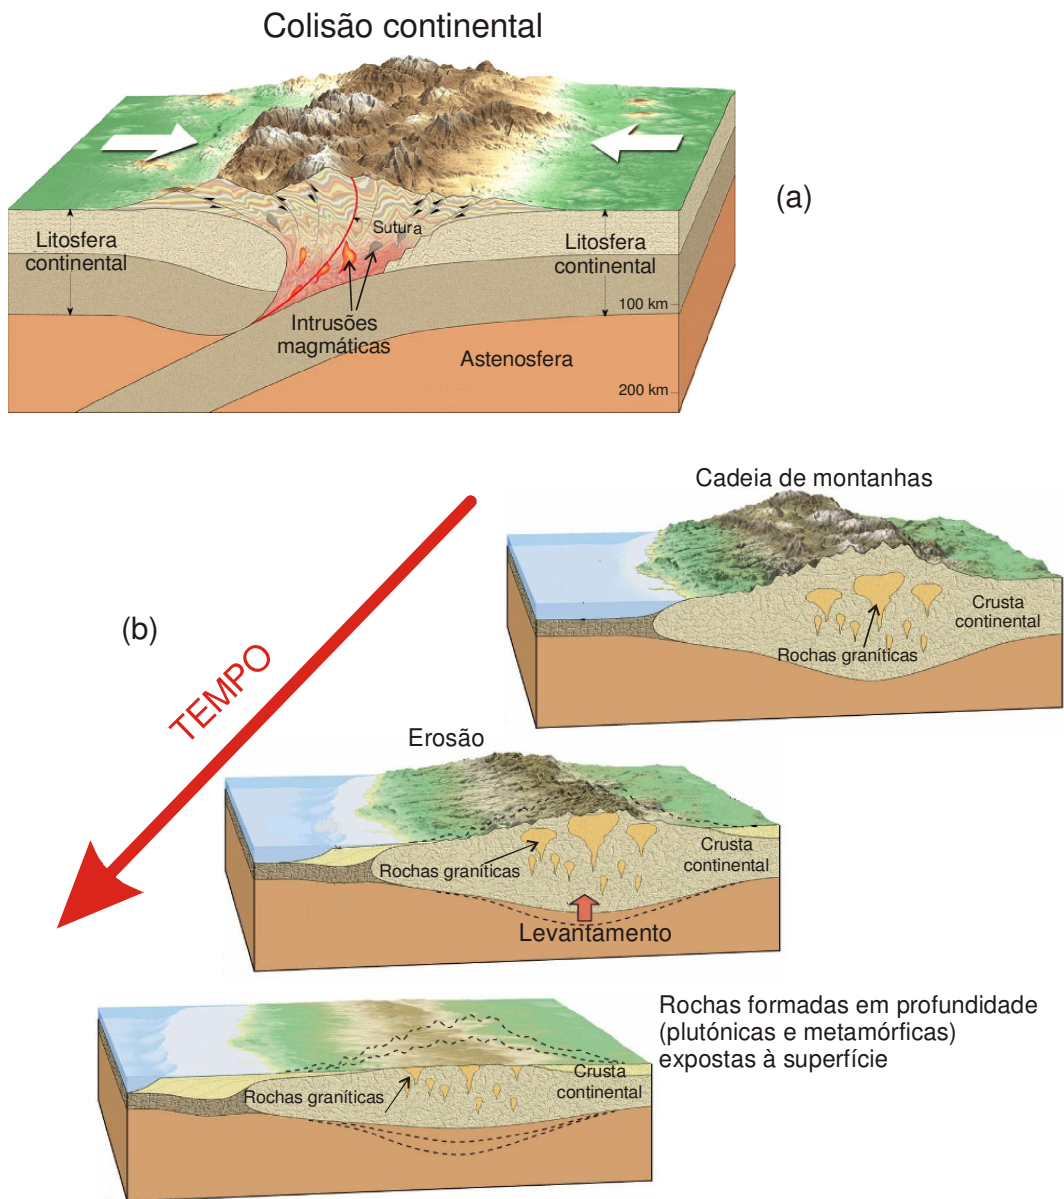 Colisão continental
(a)
Sutura
Litosfera
continental
Litosfera
continental
100 km
Intrusões
magmáticas
Astenosfera
200 km
Cadeia de montanhas
(b)
Crusta
continental
Rochas graníticas
TEMPO
Erosão
Crusta
continental
Rochas graníticas
Levantamento
Rochas formadas em profundidade
(plutónicas e metamórficas)
expostas à superfície
Crusta
continental
Rochas graníticas